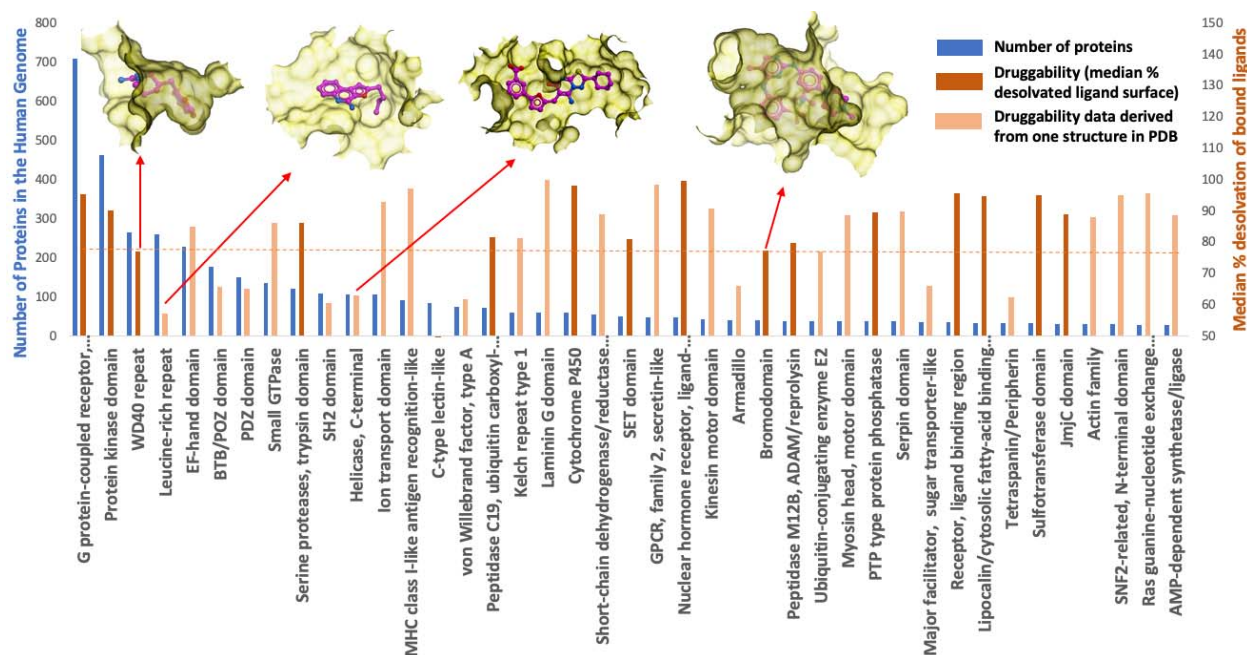 Number of Proteins in the Human Genome
800
700
600
500
400
300
200
100
0
Median % desolvation of bound ligands
150
140
130
120
110
100
90
80
70
60
50
Number of proteins
Druggability (median %
desolvated ligand surface)
Druggability data derived
from one structure in PDB
G protein-coupled receptor,...
Protein kinase domain
WD40 repeat
Leucine-rich repeat
EF-hand domain
BTB/POZ domain
PDZ domain
Small GTPase
Serine proteases, trypsin domain
SH2 domain
Helicase, C-terminal
Ion transport domain
MHC class I-like antigen recognition-like
C-type lectin-like
von Willebrand factor, type A
Peptidase C19, ubiquitin carboxyl-...
Kelch repeat type 1
Laminin G domain
Cytochrome P450
Short-chain dehydrogenase/reductase
SET domain
GPCR, family 2, secretin-like
Nuclear hormone receptor, ligand-...
Kinesin motor domain
Armadillo
Bromodomain
Peptidase M12B, ADAM/reprolysin
Ubiquitin-conjugating enzyme E2
Myosin head, motor domain
PTP type protein phosphatase
Serpin domain
Major facilitator, sugar transporter-like
Receptor, ligand binding region
Lipocalin/cytosolic fatty-acid binding...
Tetraspanin/Peripherin
Sulfotransferase domain
JmjC domain
Actin family
SNF2-related, N-terminal domain
Ras guanine-nucleotide exchange...
AMP-dependent synthetase/ligase